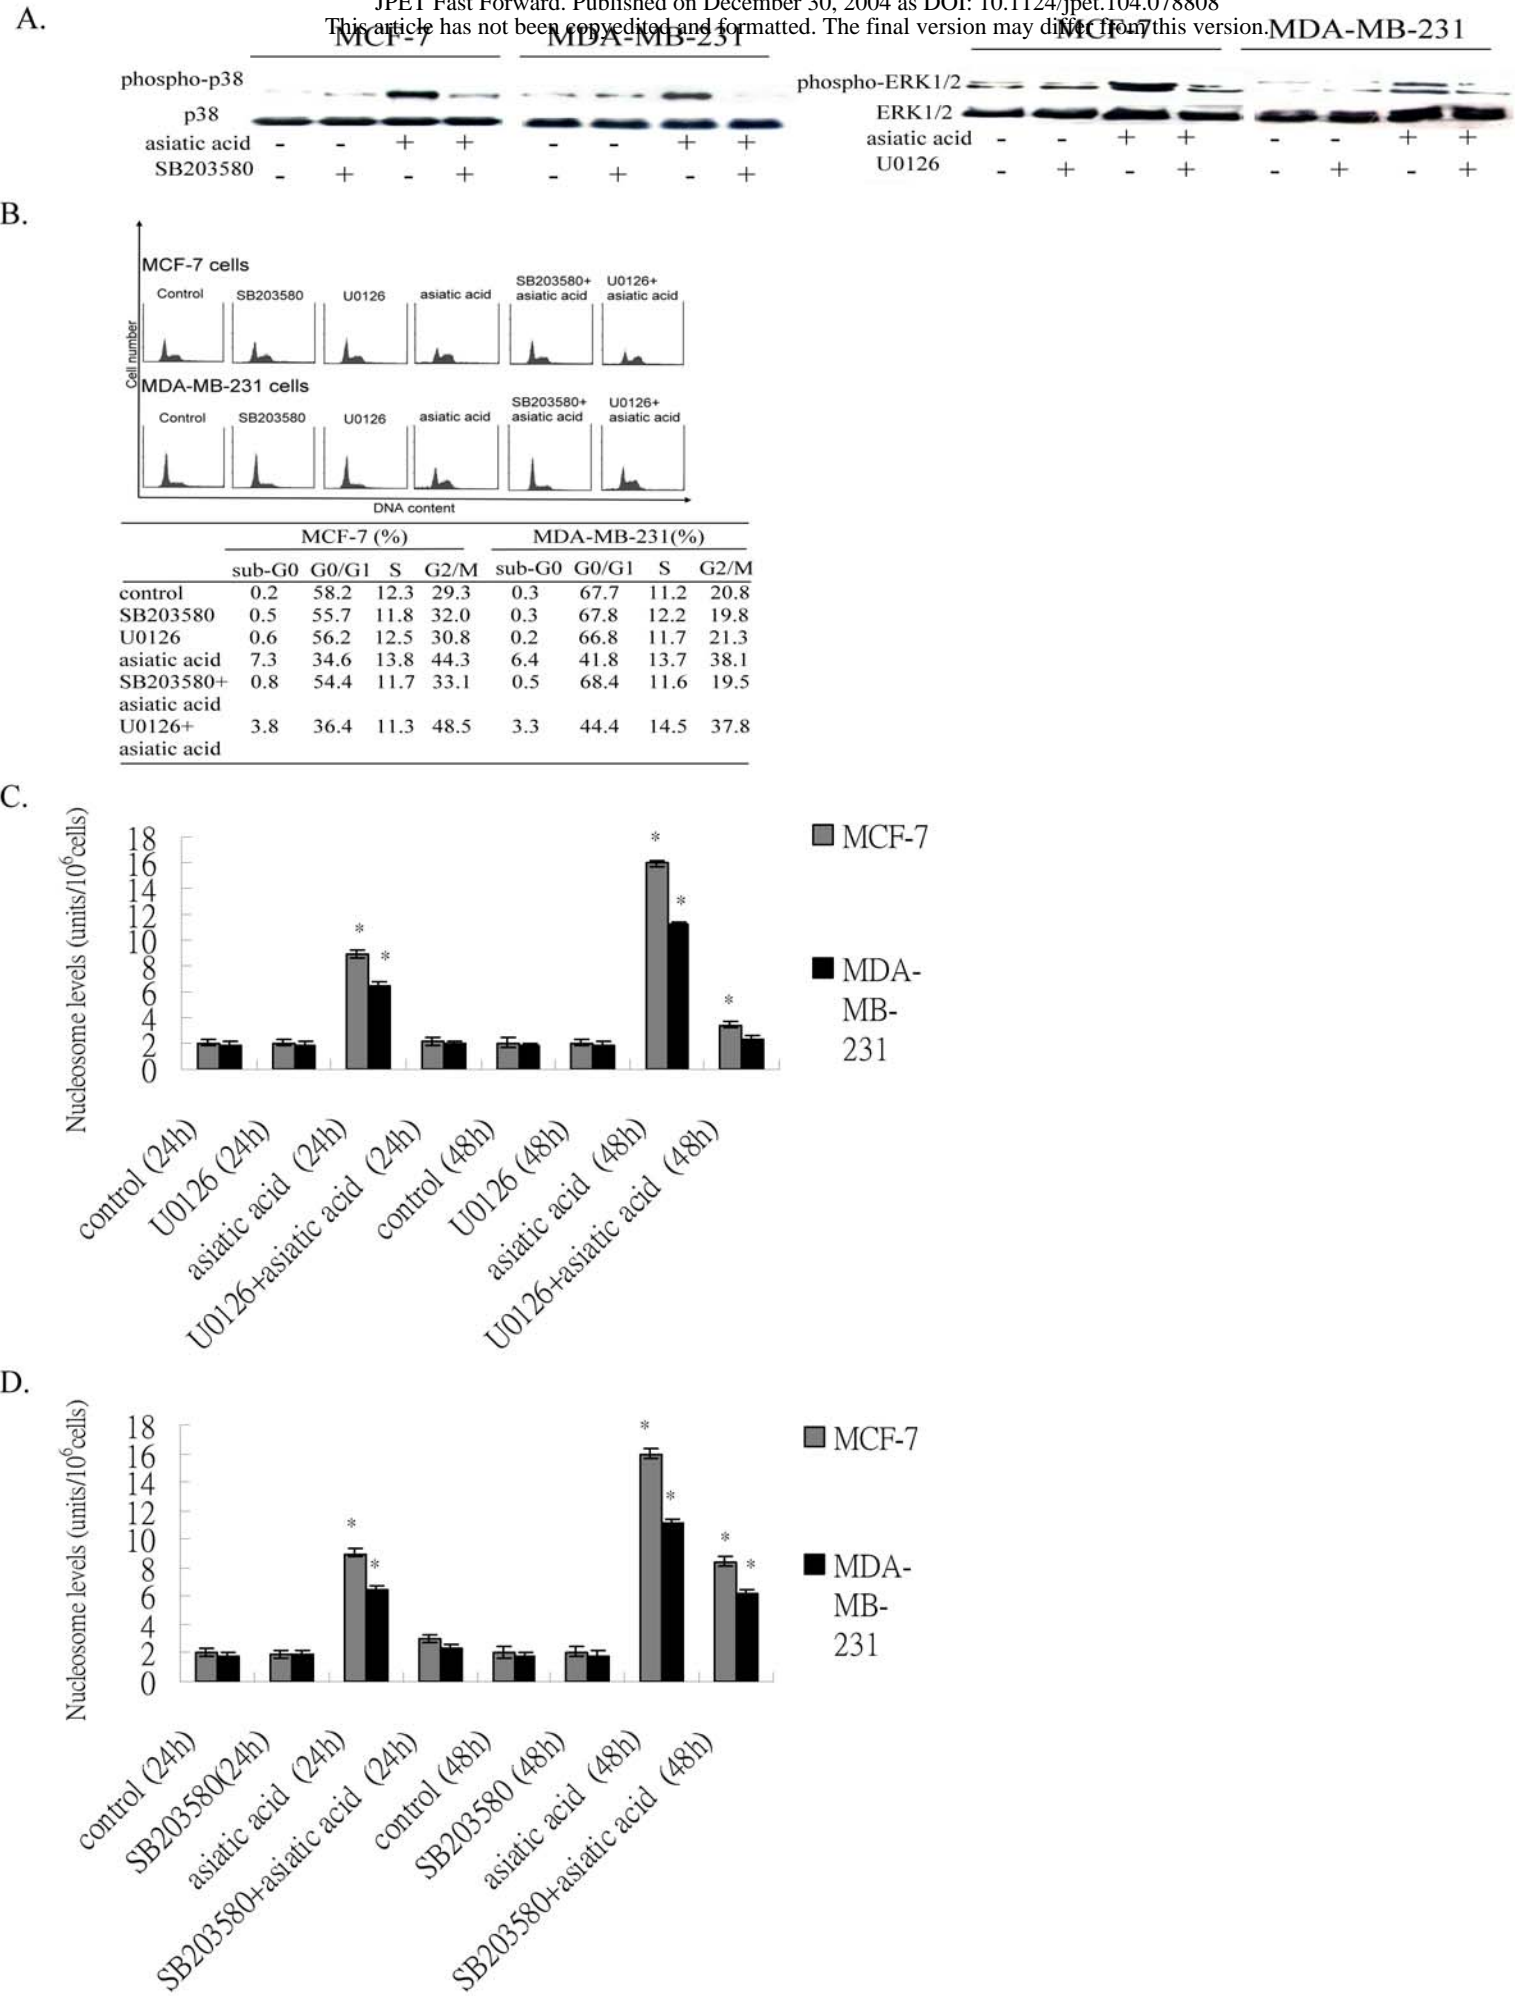 JPET Fast Forward. Published on December 30, 2004 as DOI: 10.1124/jpet.104.078808
This article has not been copyedited and formatted. The final version may differ from this version.
A.
MCF-7 MDA-MB-231
phospho-p38
p38
asiatic acid - - + + - - + +
SB203580 - + - + - + - +
MCF-7 MDA-MB-231
phospho-ERK1/2
ERK1/2
asiatic acid - - + + - - + +
U0126 - + - + - + - +
B.
Cell number
MCF-7 cells
Control SB203580 U0126 asiatic acid SB203580+ asiatic acid U0126+ asiatic acid
MDA-MB-231 cells
Control SB203580 U0126 asiatic acid SB203580+ asiatic acid U0126+ asiatic acid
DNA content
MCF-7 (%) MDA-MB-231(%)
sub-G0 G0/G1 S G2/M sub-G0 G0/G1 S G2/M
control 0.2 58.2 12.3 29.3 0.3 67.7 11.2 20.8
SB203580 0.5 55.7 11.8 32.0 0.3 67.8 12.2 19.8
U0126 0.6 56.2 12.5 30.8 0.2 66.8 11.7 21.3
asiatic acid 7.3 34.6 13.8 44.3 6.4 41.8 13.7 38.1
SB203580+ 0.8 54.4 11.7 33.1 0.5 68.4 11.6 19.5
asiatic acid
U0126+ 3.8 36.4 11.3 48.5 3.3 44.4 14.5 37.8
asiatic acid
C.
Nucleosome levels (units/10⁶cells)
18
16
14
12
10
8
6
4
2
0
* * * * *
control (24h)
U0126 (24h)
asiatic acid (24h)
U0126+asiatic acid (24h)
control (48h)
U0126 (48h)
asiatic acid (48h)
U0126+asiatic acid (48h)
MCF-7
MDA-
MB-
231
D.
Nucleosome levels (units/10⁶cells)
18
16
14
12
10
8
6
4
2
0
* * * * * *
control (24h)
SB203580(24h)
asiatic acid (24h)
SB203580+asiatic acid (24h)
control (48h)
SB203580 (48h)
asiatic acid (48h)
SB203580+asiatic acid (48h)
MCF-7
MDA-
MB-
231